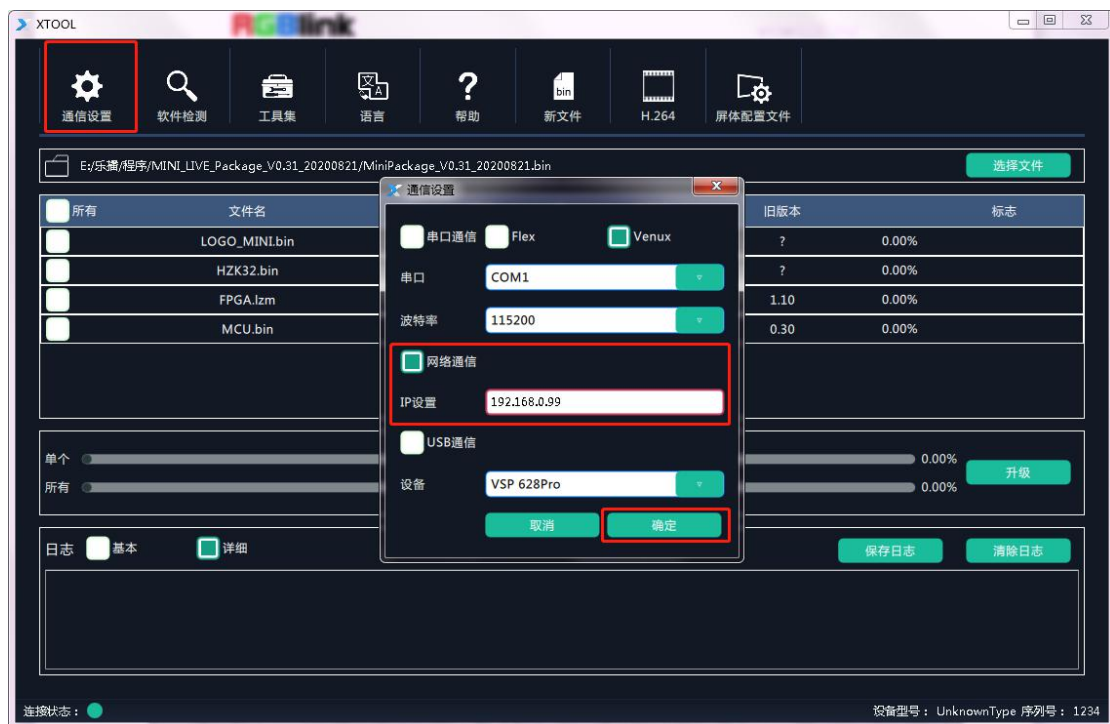 XTOOL
RGBlink
通信设置 软件检测 工具集 语言 帮助 新文件 H.264 屏体配置文件
E:/乐播/程序/MINI_LIVE_Package_V0.31_20200821/MiniPackage_V0.31_20200821.bin 选择文件
通信设置
所有 文件名 旧版本 标志
LOGO_MINI.bin ? 0.00%
HZK32.bin ? 0.00%
FPGA.lzm 1.10 0.00%
MCU.bin 0.30 0.00%
串口通信 Flex Venux
串口 COM1
波特率 115200
网络通信
IP设置 192.168.0.99
USB通信
设备 VSP 628Pro
取消 确定
单个 0.00%
所有 0.00%
升级
日志 基本 详细 保存日志 清除日志
连接状态： 设备型号： UnknownType 序列号： 1234